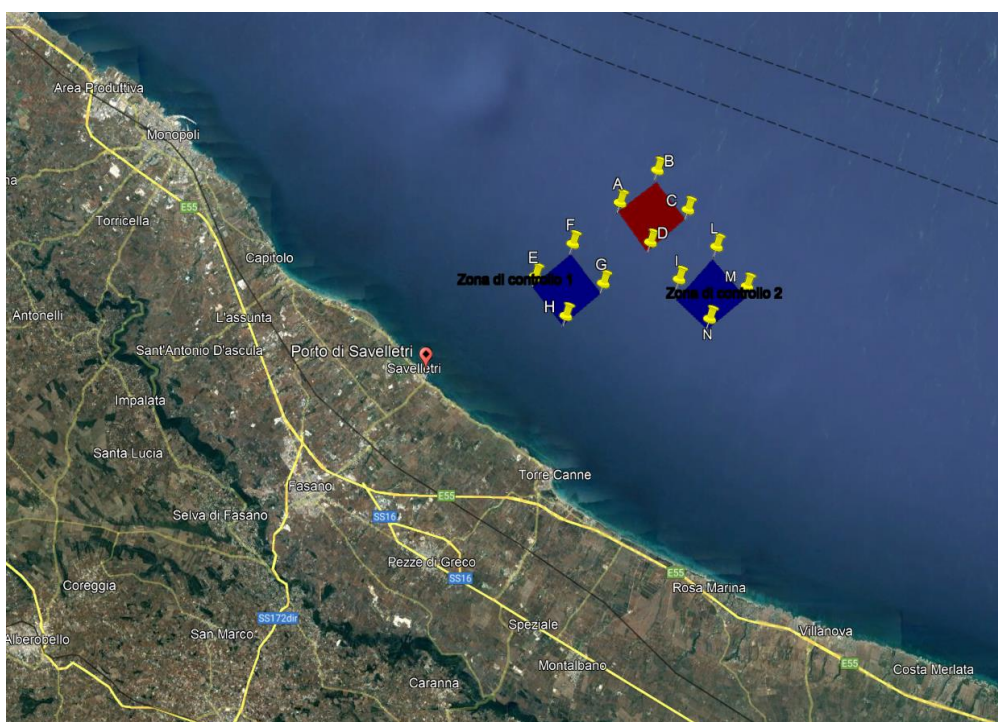 Area Produttiva
Monopoli
B
na
A
E55
C
Torricella
D
F
L
Capitolo
E
G
I
M
Zona di controllo 1
Zona di controllo 2
H
Antonelli
L'assunta
N
Sant'Antonio D'ascula
Porto di Savelletri
Savelletri
Impalata
Santa Lucia
Torre Canne
Fasano
E55
Selva di Fasano
SS16
Pezze di Greco
E55
SS16
Coreggia
Rosa Marina
SS172dir
Speziale
Alberobello
San Marco
Villanova
Montalbano
E55
Costa Merlata
Caranna